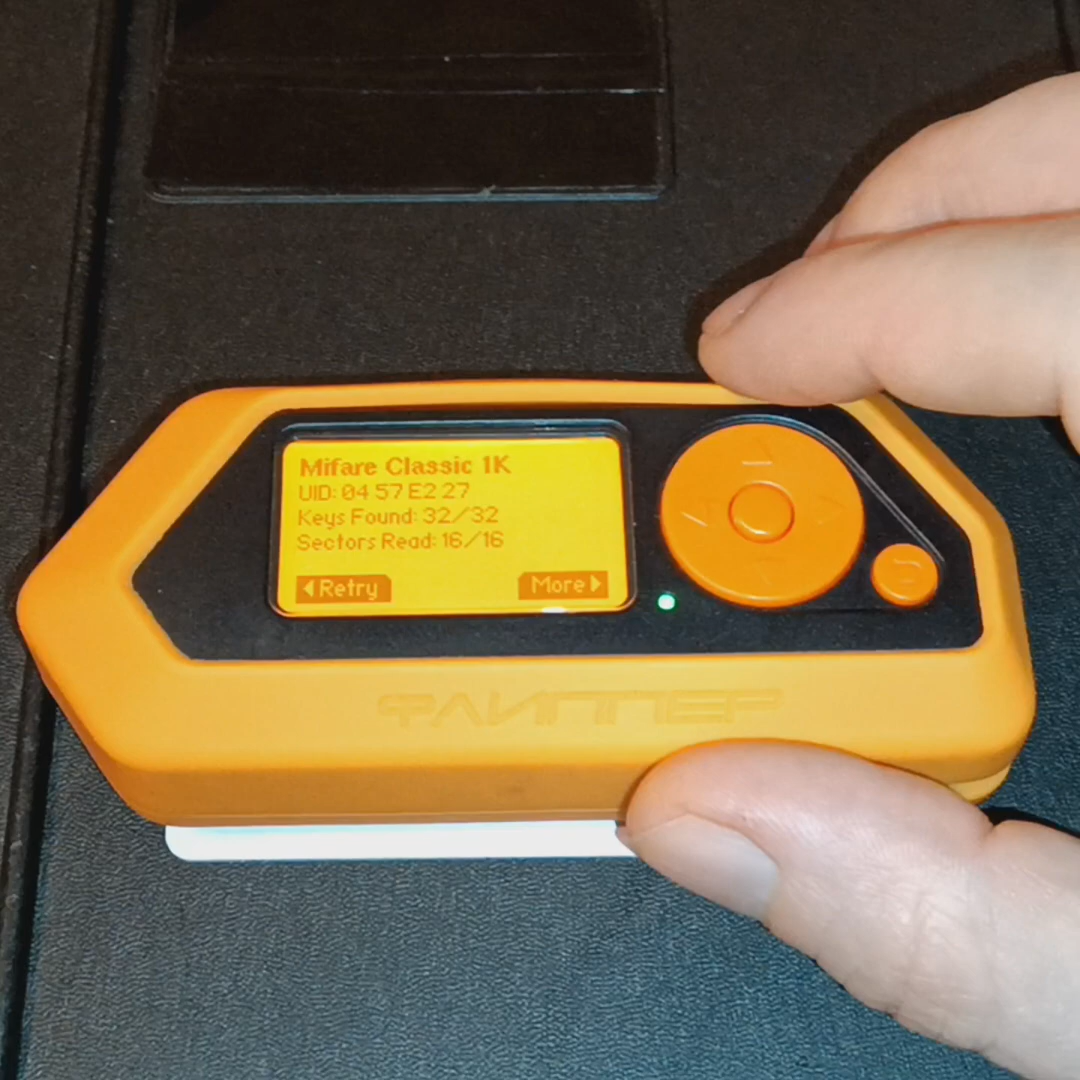 Mifare Classic 1K
UID: 04 57 E2 27
Keys Found: 32/32
Sectors Read: 16/16
Retry
More
ФЛИППЕР